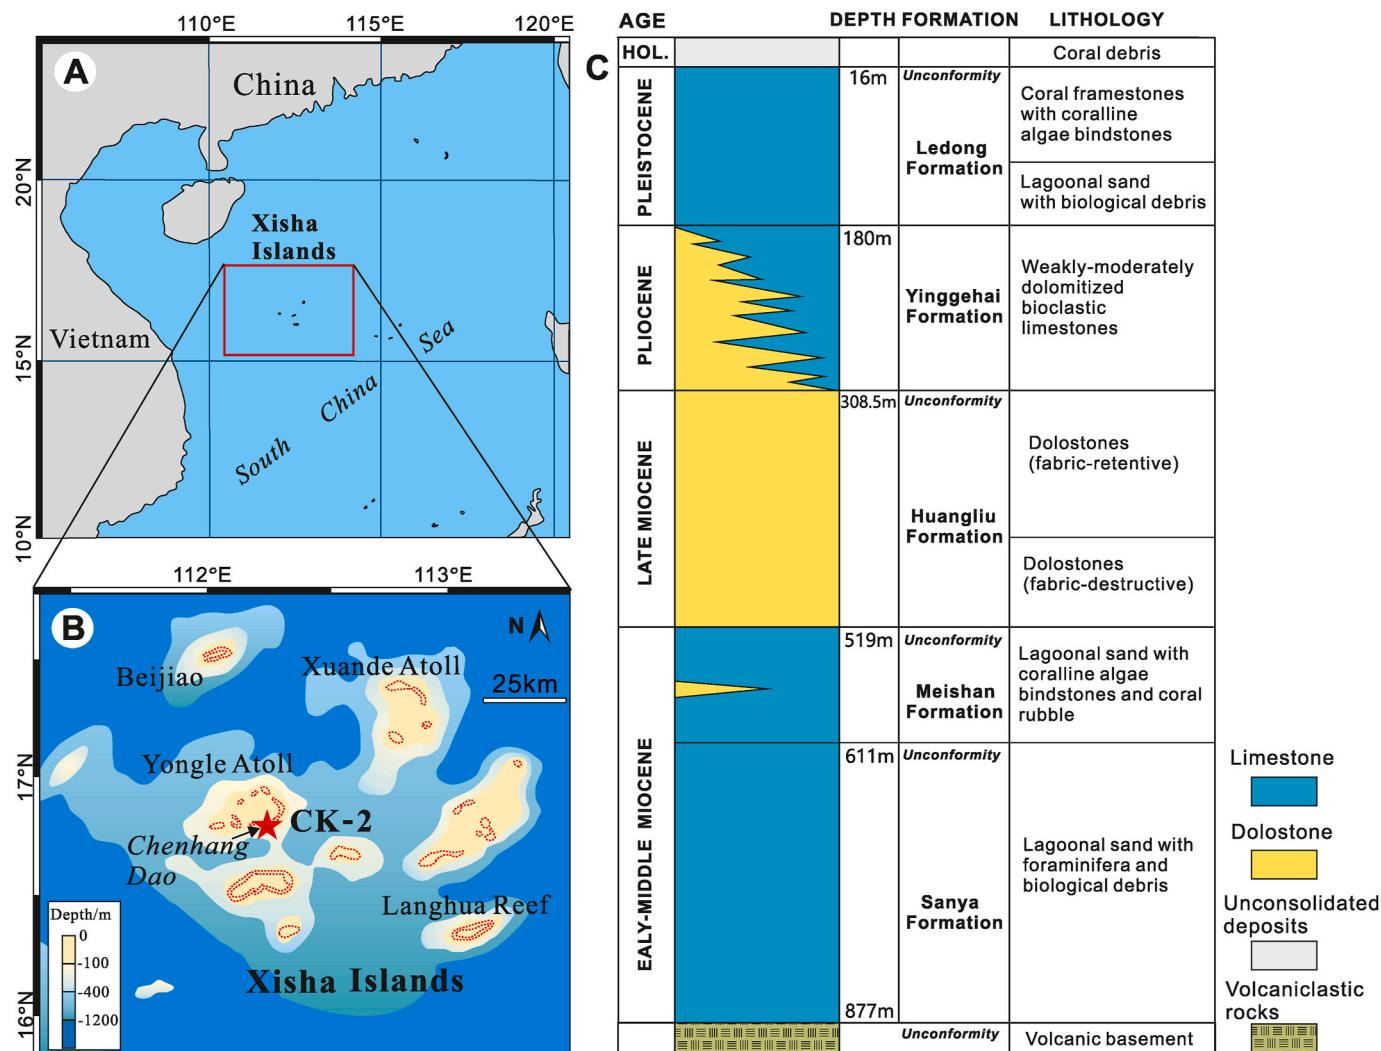 110°E
115°E
120°E
A
China
20°N
Xisha
Islands
Vietnam
15°N
South China Sea
10°N
112°E
113°E
B
N
Beijiao
Xuande Atoll
25km
17°N
Yongle Atoll
CK-2
Chenhang
Dao
Langhua Reef
Depth/m
0
-100
-400
-1200
Xisha Islands
16°N
C
AGE
DEPTH
FORMATION
LITHOLOGY
HOL.
Coral debris
PLEISTOCENE
16m
Unconformity
Ledong
Formation
Coral framestones
with coralline
algae bindstones
Lagoonal sand
with biological debris
PLIOCENE
180m
Yinggehai
Formation
Weakly-moderately
dolomitized
bioclastic
limestones
LATE MIOCENE
308.5m
Unconformity
Huangliu
Formation
Dolostones
(fabric-retentive)
Dolostones
(fabric-destructive)
EALY-MIDDLE MIOCENE
519m
Unconformity
Meishan
Formation
Lagoonal sand with
coralline algae
bindstones and coral
rubble
611m
Unconformity
Sanya
Formation
Lagoonal sand with
foraminifera and
biological debris
877m
Unconformity
Volcanic basement
Limestone
Dolostone
Unconsolidated
deposits
Volcaniclastic
rocks